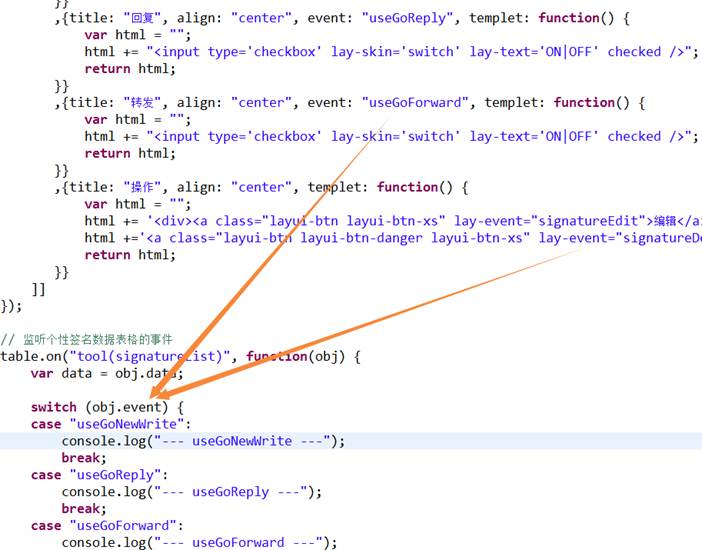 }}
,{title: "回复", align: "center", event: "useGoReply", templet: function() {
var html = "";
html += "<input type='checkbox' lay-skin='switch' lay-text='ON|OFF' checked />";
return html;
}}
,{title: "转发", align: "center", event: "useGoForward", templet: function() {
var html = "";
html += "<input type='checkbox' lay-skin='switch' lay-text='ON|OFF' checked />";
return html;
}}
,{title: "操作", align: "center", templet: function() {
var html = "";
html += '<div><a class="layui-btn layui-btn-xs" lay-event="signatureEdit">编辑</a
html +='<a class="layui-btn layui-btn-danger layui-btn-xs" lay-event="signatureDe
return html;
}}
]]
});
// 监听个性签名数据表格的事件
table.on("tool(signatureList)", function(obj) {
var data = obj.data;
switch (obj.event) {
case "useGoNewWrite":
console.log("--- useGoNewWrite ---");
break;
case "useGoReply":
console.log("--- useGoReply ---");
break;
case "useGoForward":
console.log("--- useGoForward ---");